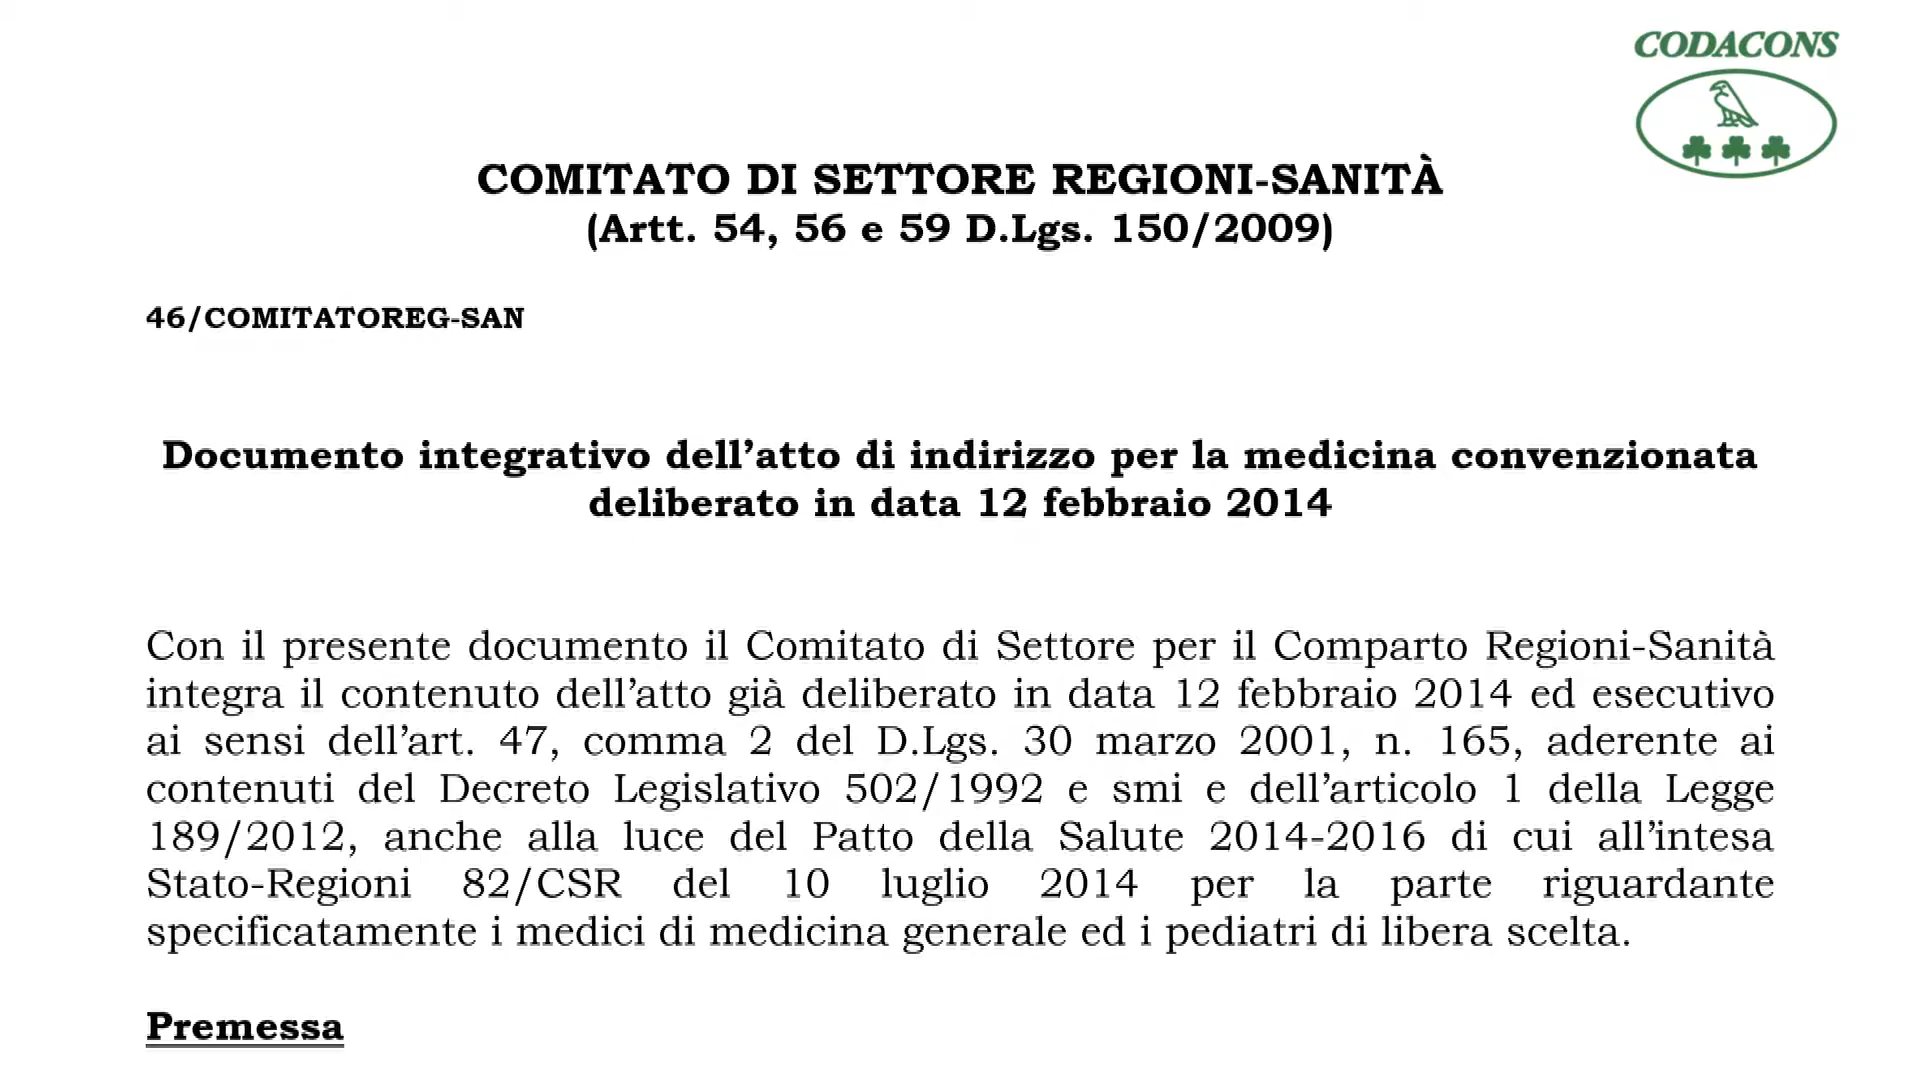 CODACONS
COMITATO DI SETTORE REGIONI-SANITÀ
(Artt. 54, 56 e 59 D.Lgs. 150/2009)
46/COMITATOREG-SAN
Documento integrativo dell’atto di indirizzo per la medicina convenzionata
deliberato in data 12 febbraio 2014
Con il presente documento il Comitato di Settore per il Comparto Regioni-Sanità
integra il contenuto dell’atto già deliberato in data 12 febbraio 2014 ed esecutivo
ai sensi dell’art. 47, comma 2 del D.Lgs. 30 marzo 2001, n. 165, aderente ai
contenuti del Decreto Legislativo 502/1992 e smi e dell’articolo 1 della Legge
189/2012, anche alla luce del Patto della Salute 2014-2016 di cui all’intesa
Stato-Regioni 82/CSR del 10 luglio 2014 per la parte riguardante
specificatamente i medici di medicina generale ed i pediatri di libera scelta.
Premessa